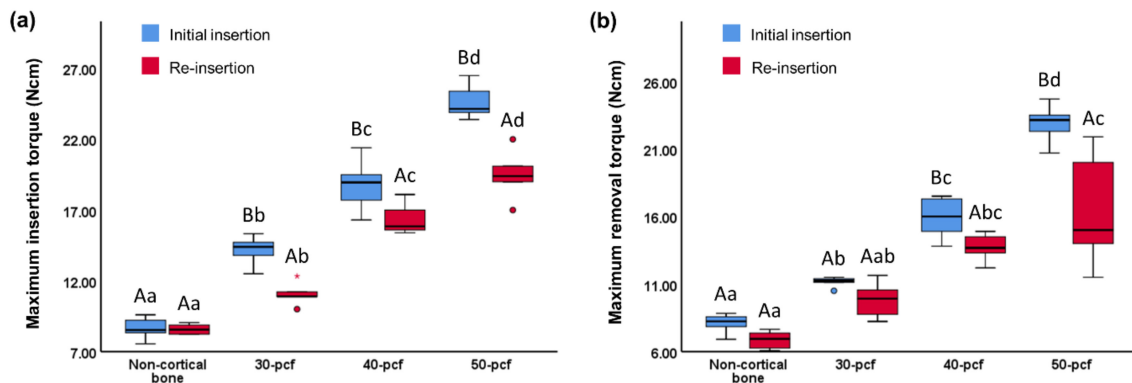 (a)
Maximum insertion torque (Ncm)
27.00
22.00
17.00
12.00
7.00
Initial insertion
Re-insertion
Aa
Aa
Bb
Ab
*
Bc
Ac
Bd
Ad
Non-cortical
bone
30-pcf
40-pcf
50-pcf
(b)
Maximum removal torque (Ncm)
26.00
21.00
16.00
11.00
6.00
Initial insertion
Re-insertion
Aa
Aa
Ab
Aab
Bc
Abc
Bd
Ac
Non-cortical
bone
30-pcf
40-pcf
50-pcf